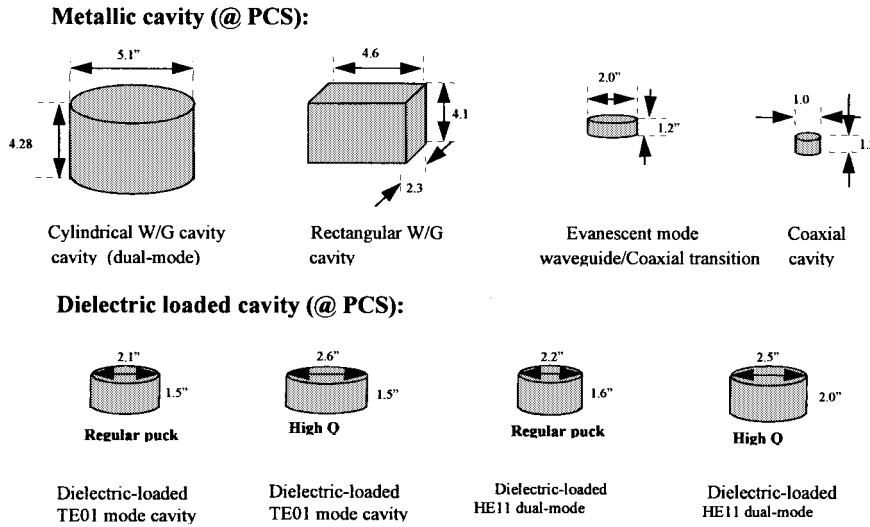 Metallic cavity (@ PCS):
5.1”
4.28
4.6
4.1
2.3
2.0”
1.2”
1.0
Cylindrical W/G cavity
cavity (dual-mode)
Rectangular W/G
cavity
Evanescent mode
waveguide/Coaxial transition
Coaxial
cavity
Dielectric loaded cavity (@ PCS):
2.1”
1.5”
Regular puck
2.6”
1.5”
High Q
2.2”
1.6”
Regular puck
2.5”
2.0”
High Q
Dielectric-loaded
TE01 mode cavity
Dielectric-loaded
TE01 mode cavity
Dielectric-loaded
HE11 dual-mode
Dielectric-loaded
HE11 dual-mode